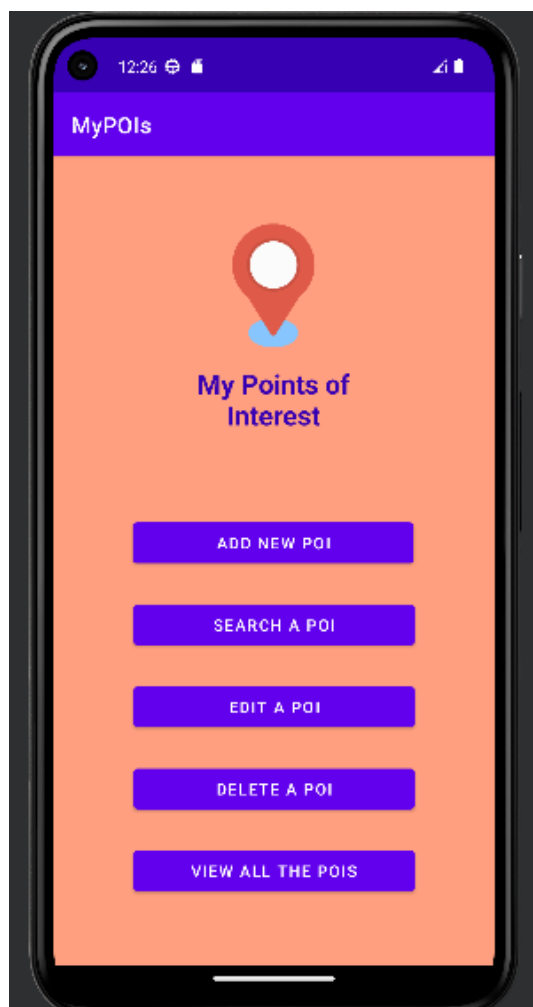 12:26
MyPOIs
My Points of
Interest
ADD NEW POI
SEARCH A POI
EDIT A POI
DELETE A POI
VIEW ALL THE POIS